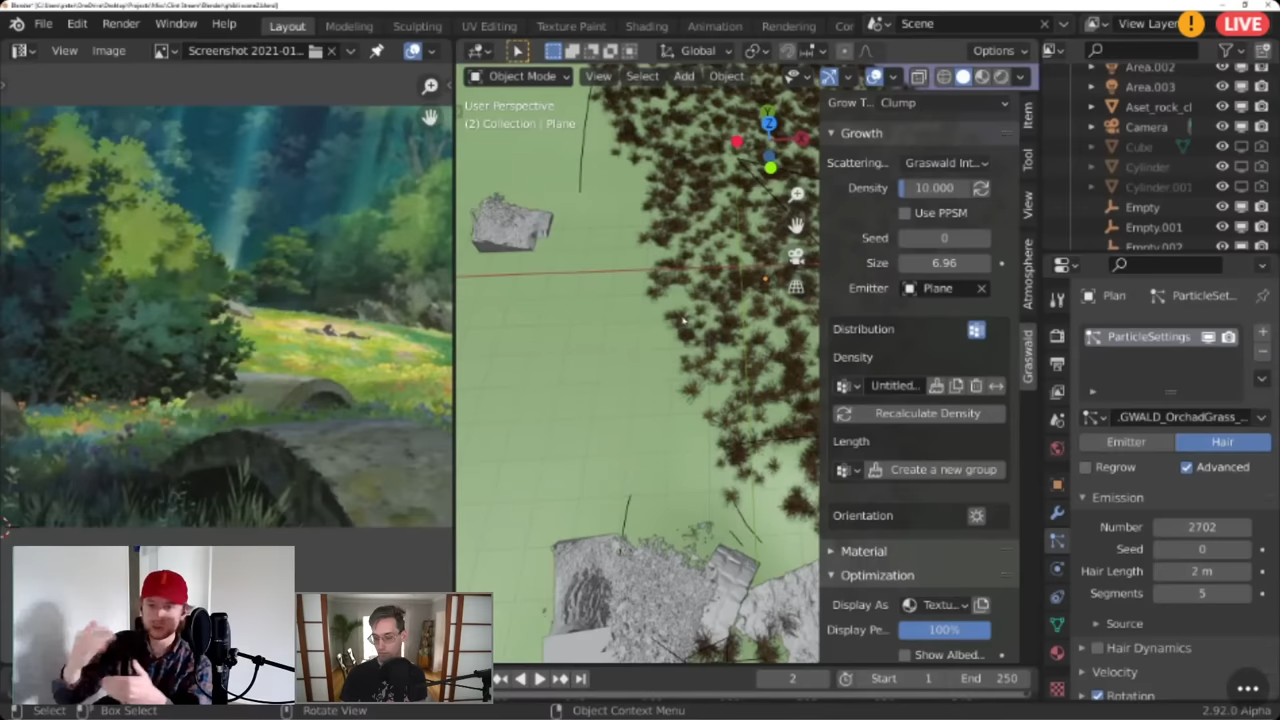 File Edit Render Window Help Layout Modeling Sculpting UV Editing Texture Paint Shading Animation Rendering Scene View Layer LIVE
View Image Screenshot 2021-01... Global Options
Object Mode View Select Add Object
User Perspective
(2) Collection | Plane
Grow T... Clump
Growth
Scattering... Graswald Int...
Density 10.000
Use PPSM
Seed 0
Size 6.96
Emitter Plane
Distribution
Density
Untitled...
Recalculate Density
Length
Create a new group
Orientation
Material
Optimization
Display As Textu...
Display Pe... 100%
Show Albed...
Item
Tool
View
Atmosphere
Graswald
Area.002
Area.003
Aset_rock_cl
Camera
Cube
Cylinder
Cylinder.001
Empty
Empty.001
Empty.002
Plan ParticleSet...
ParticleSettings
.GWALD_OrchadGrass_...
Emitter Hair
Regrow Advanced
Emission
Number 2702
Seed 0
Hair Length 2 m
Segments 5
Source
Hair Dynamics
Velocity
Rotation
2 Start 1 End 250
Select Box Select Rotate View Object Context Menu 2.92.0 Alpha